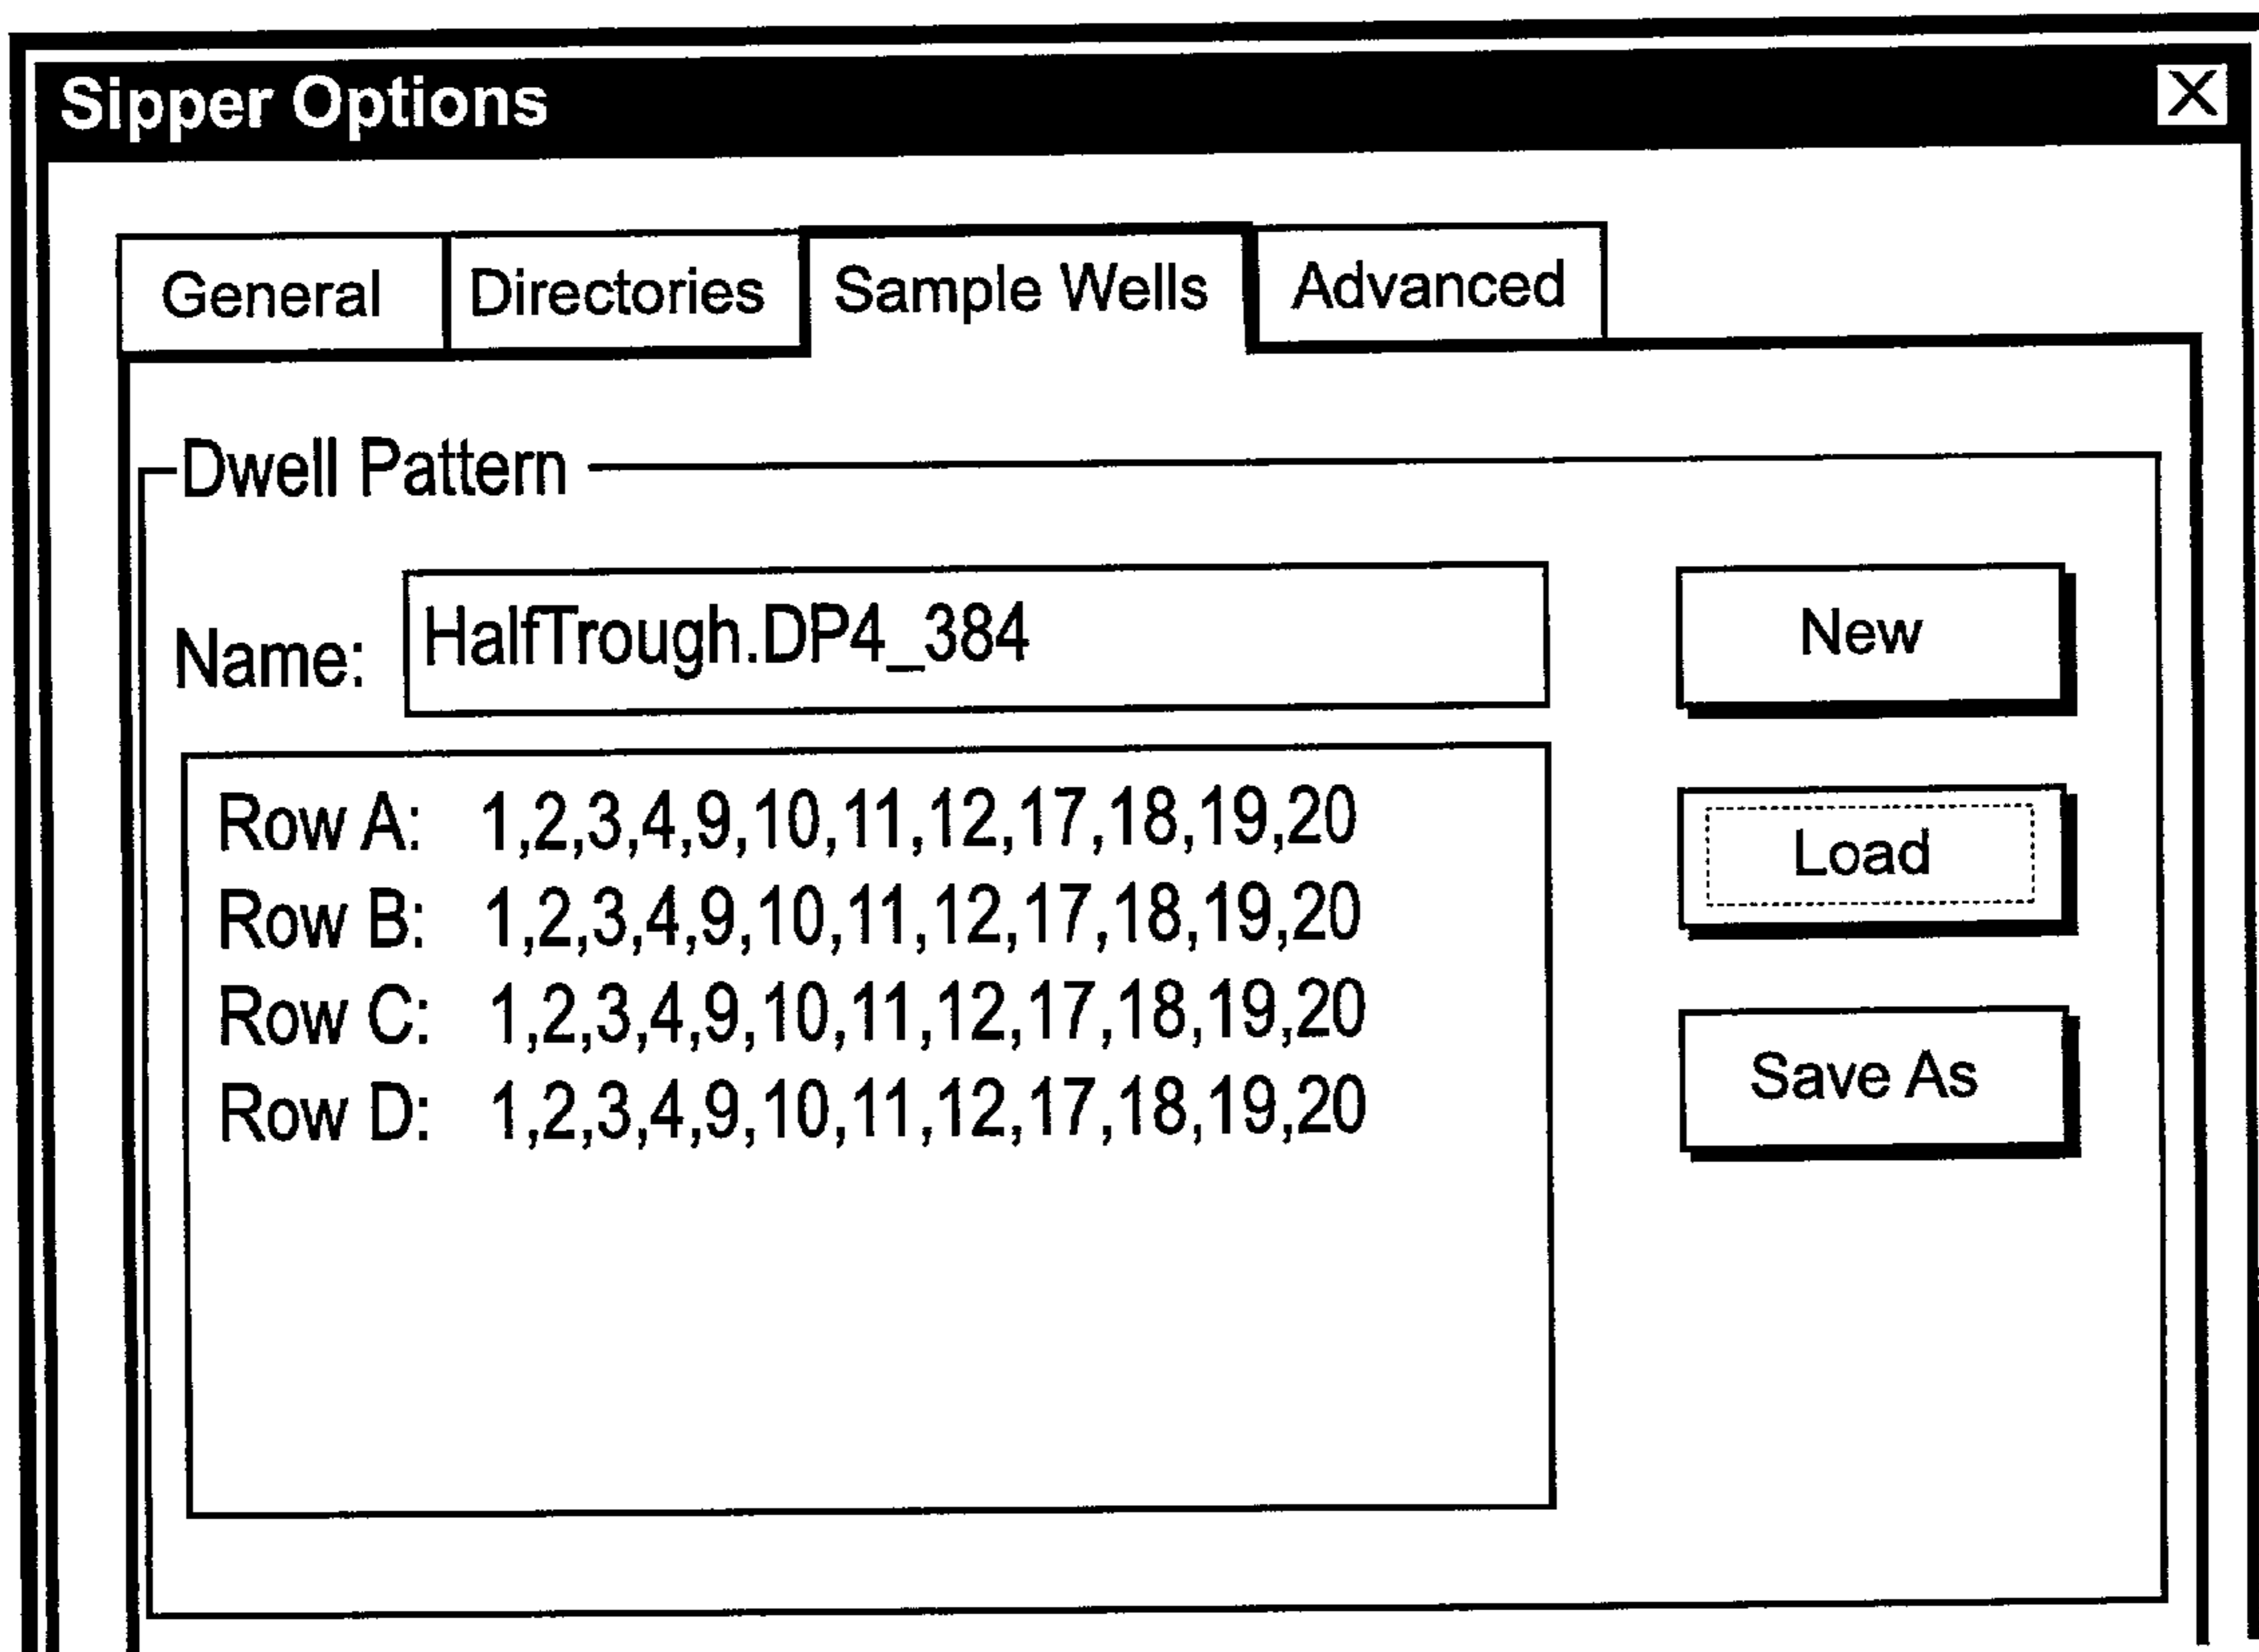 Sipper Options X
General Directories Sample Wells Advanced
Dwell Pattern
Name: HalfTrough.DP4_384 New
Row A: 1,2,3,4,9,10,11,12,17,18,19,20
Row B: 1,2,3,4,9,10,11,12,17,18,19,20
Row C: 1,2,3,4,9,10,11,12,17,18,19,20
Row D: 1,2,3,4,9,10,11,12,17,18,19,20
Load
Save As